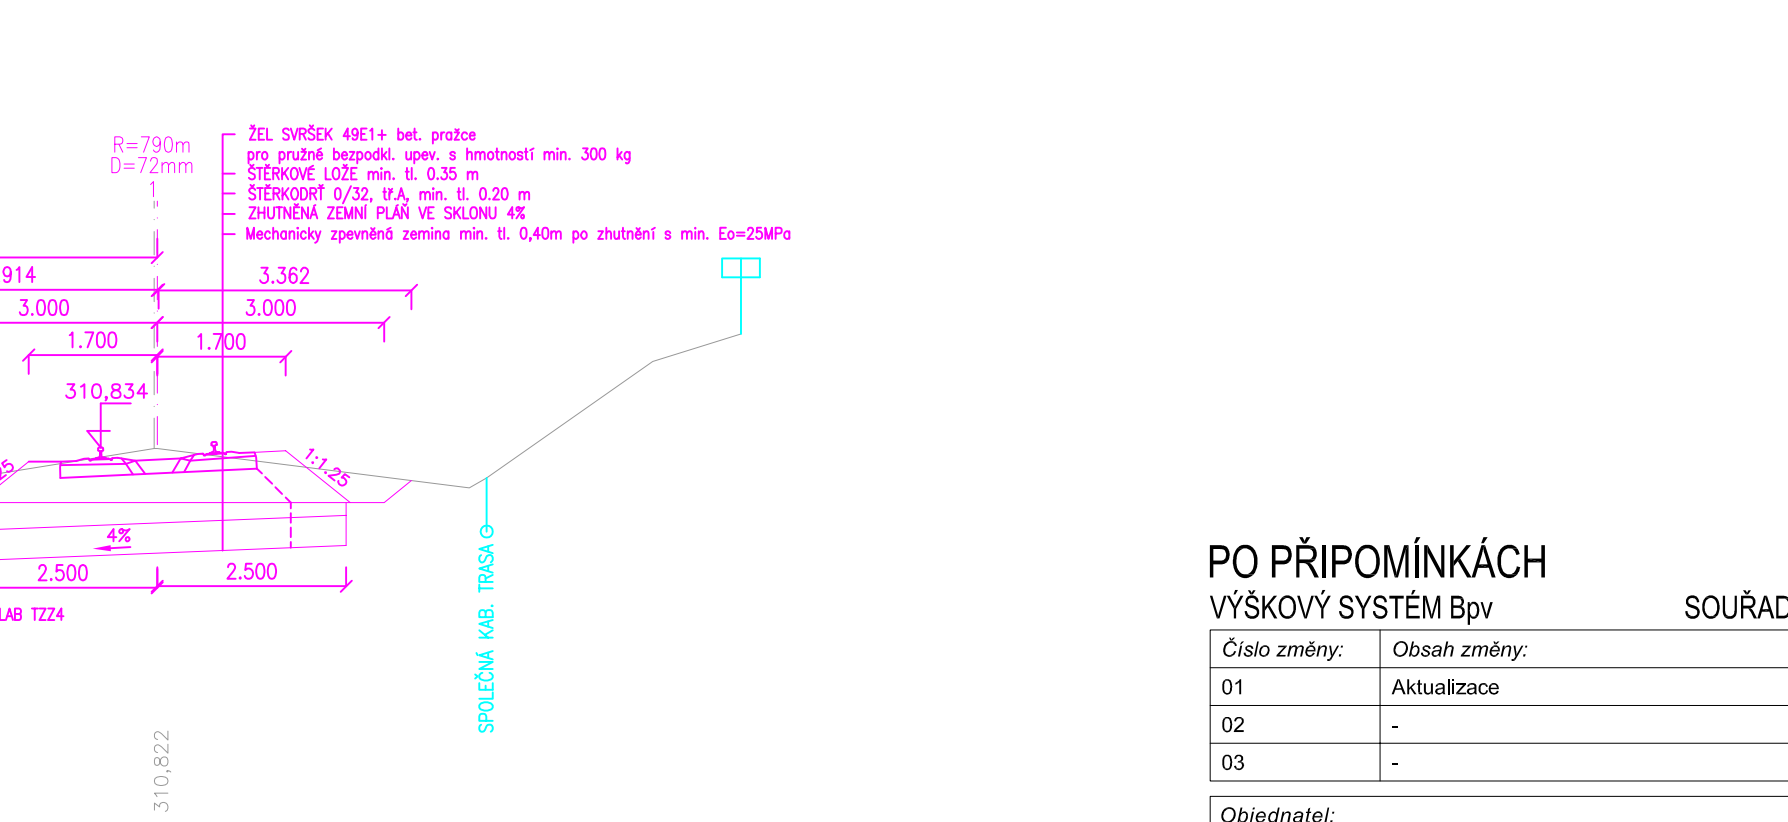 R=790m
D=72mm
1
ŽEL SVRŠEK 49E1+ bet. pražce
pro pružné bezpodkl. upev. s hmotností min. 300 kg
ŠTĚRKOVÉ LOŽE min. tl. 0.35 m
ŠTĚRKODRŤ 0/32, tř.A, min. tl. 0.20 m
ZHUTNĚNÁ ZEMNÍ PLÁŇ VE SKLONU 4%
Mechanicky zpevněná zemina min. tl. 0,40m po zhutnění s min. Eo=25MPa
914
3.362
3.000
3.000
1.700
1.700
310,834
25
1:1.25
4%
2.500
2.500
LAB TZZ4
SPOLEČNÁ KAB. TRASA
310,822
PO PŘIPOMÍNKÁCH
VÝŠKOVÝ SYSTÉM Bpv
SOUŘAD
Číslo změny:
Obsah změny:
01
Aktualizace
02
-
03
-
Objednatel: